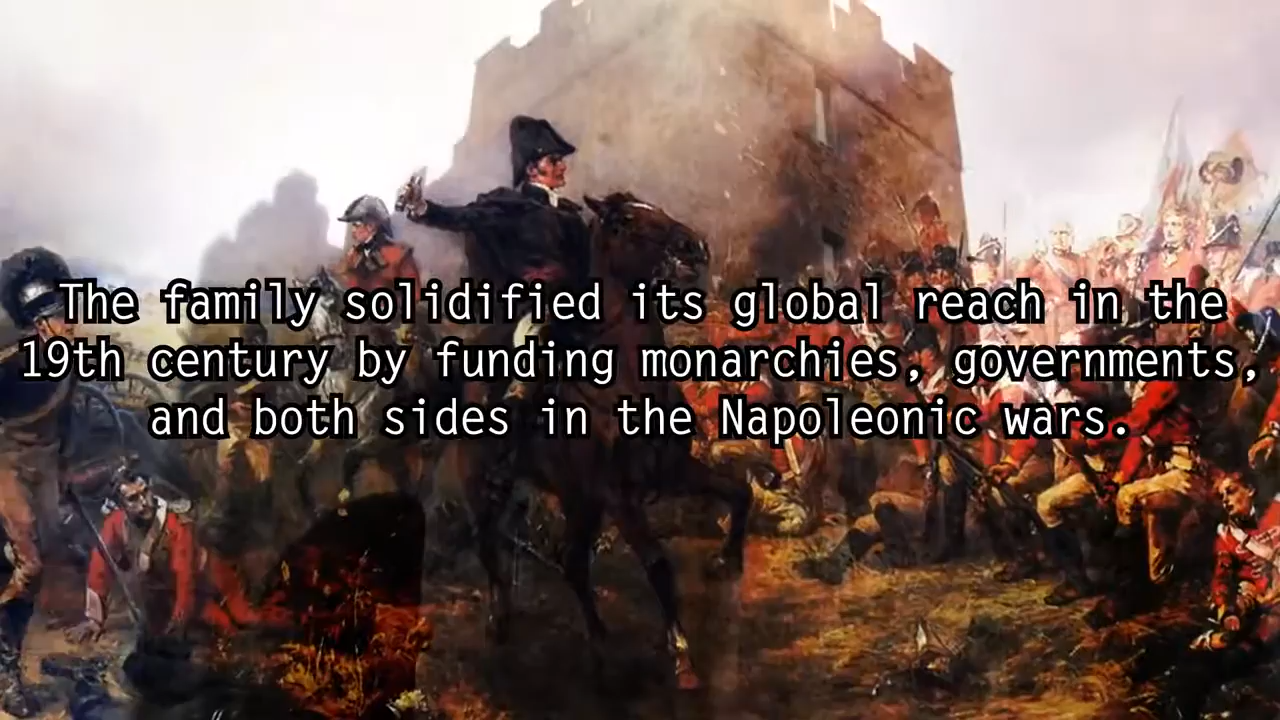 The family solidified its global reach in the
19th century by funding monarchies, governments,
and both sides in the Napoleonic wars.